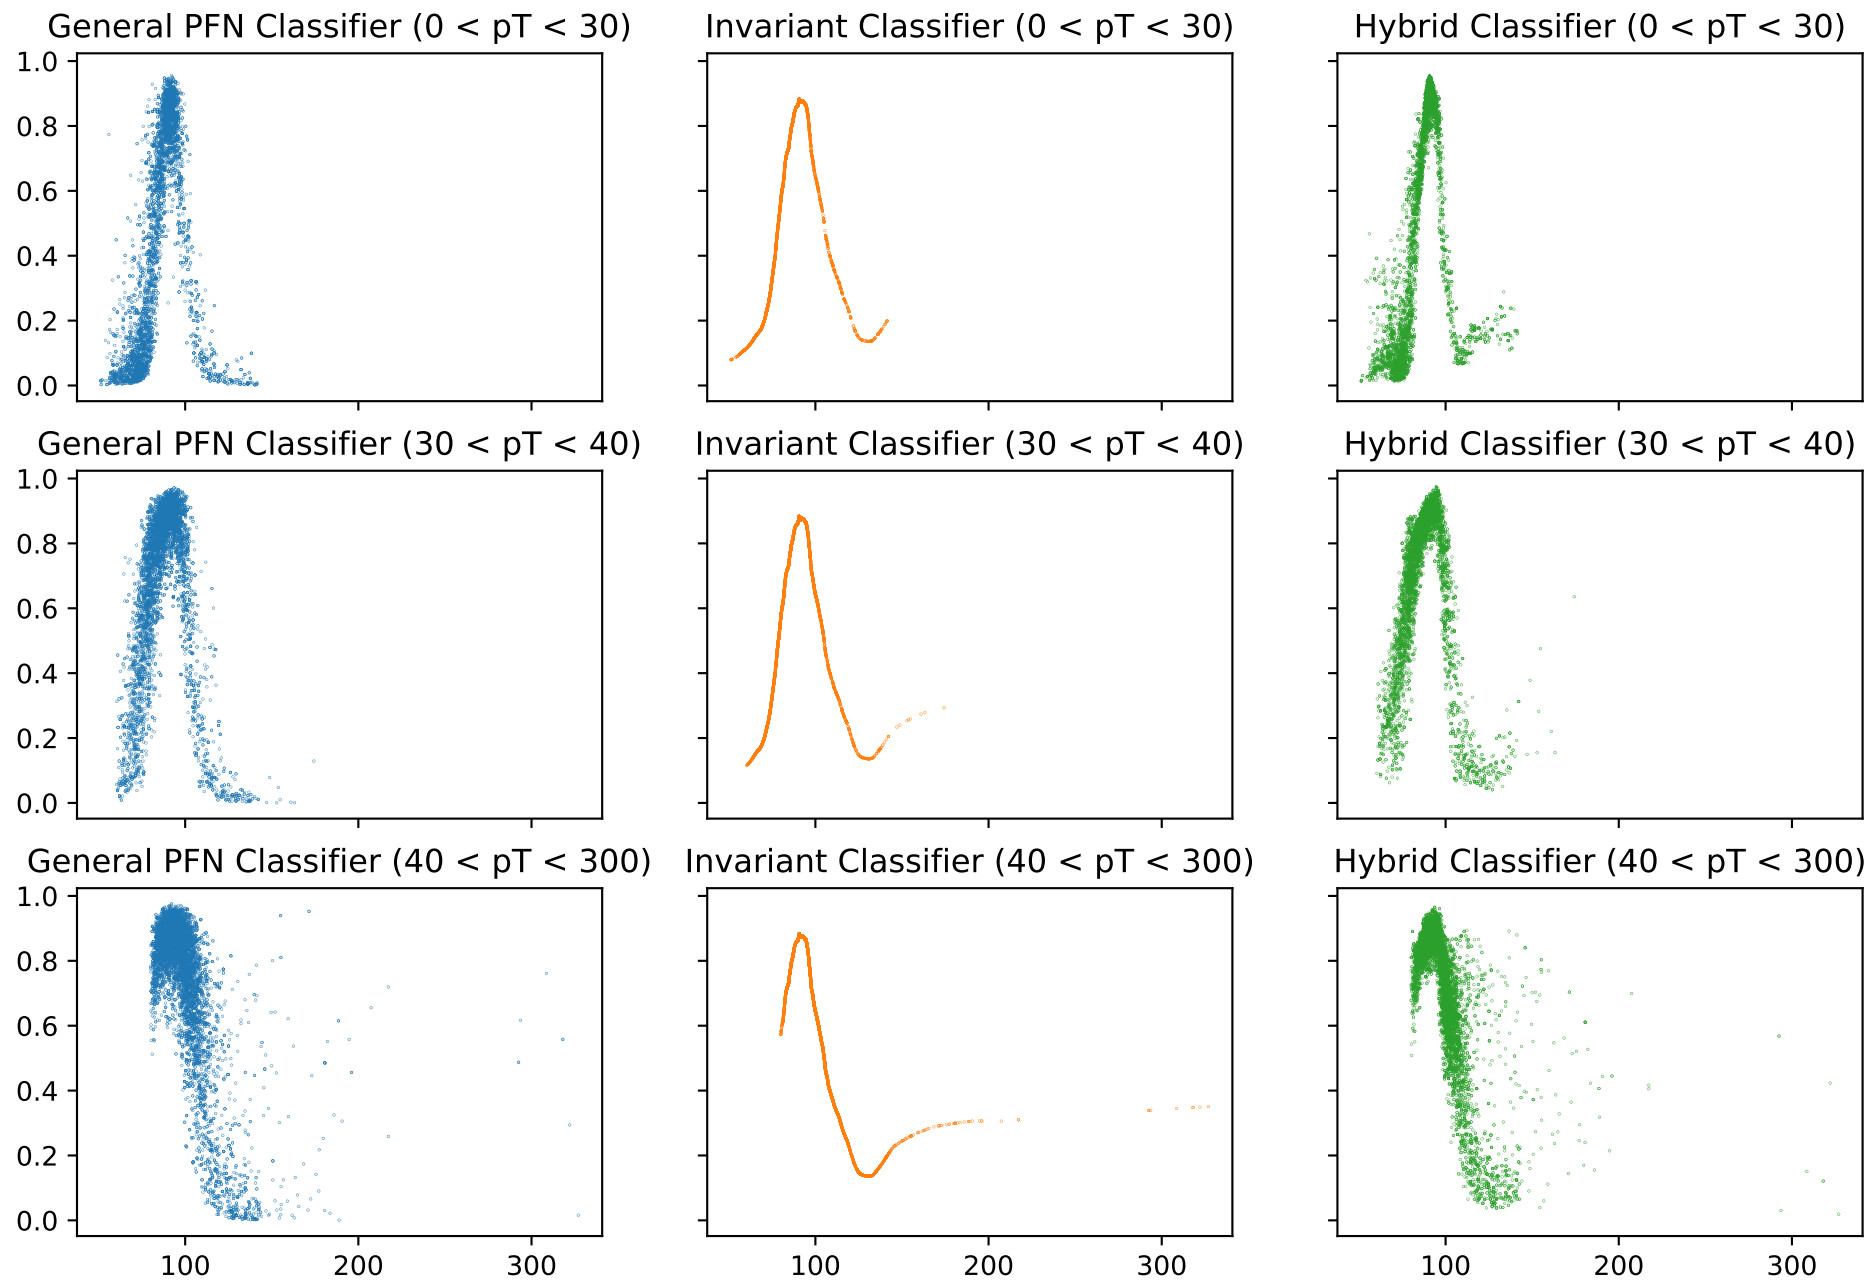 General PFN Classifier (0 < pT < 30)
Invariant Classifier (0 < pT < 30)
Hybrid Classifier (0 < pT < 30)
1.0
0.8
0.6
0.4
0.2
0.0
General PFN Classifier (30 < pT < 40)
Invariant Classifier (30 < pT < 40)
Hybrid Classifier (30 < pT < 40)
1.0
0.8
0.6
0.4
0.2
0.0
General PFN Classifier (40 < pT < 300)
Invariant Classifier (40 < pT < 300)
Hybrid Classifier (40 < pT < 300)
1.0
0.8
0.6
0.4
0.2
0.0
100 200 300
100 200 300
100 200 300